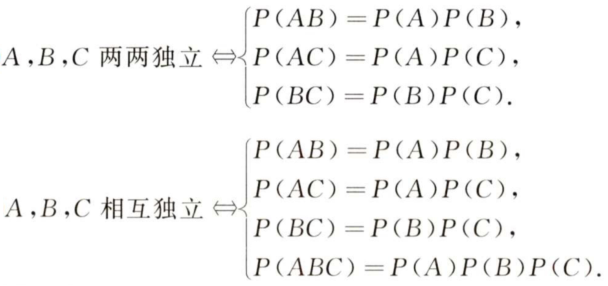 P(AB)=P(A)P(B),
A,B,C 两两独立⇔{P(AC)=P(A)P(C),
P(BC)=P(B)P(C).
P(AB)=P(A)P(B),
P(AC)=P(A)P(C),
A,B,C 相互独立⇔{
P(BC)=P(B)P(C),
P(ABC)=P(A)P(B)P(C).